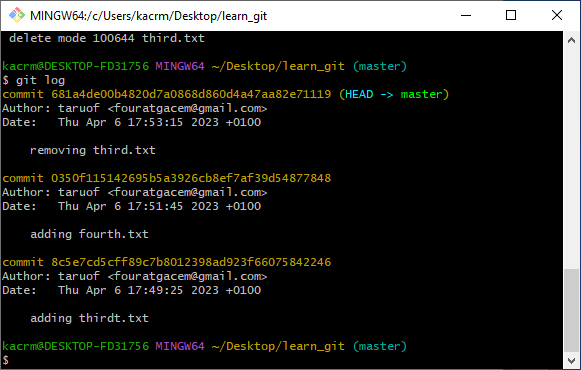 MINGW64:/c/Users/kacrm/Desktop/learn_git
delete mode 100644 third.txt
kacrm@DESKTOP-FD31756 MINGW64 ~/Desktop/learn_git (master)
$ git log
commit 681a4de00b4820d7a0868d860d4a47aa82e71119 (HEAD -> master)
Author: taruof <fouratgacem@gmail.com>
Date:   Thu Apr 6 17:53:15 2023 +0100
removing third.txt
commit 0350f115142695b5a3926cb8ef7af39d54877848
Author: taruof <fouratgacem@gmail.com>
Date:   Thu Apr 6 17:51:45 2023 +0100
adding fourth.txt
commit 8c5e7cd5cff89c7b8012398ad923f66075842246
Author: taruof <fouratgacem@gmail.com>
Date:   Thu Apr 6 17:49:25 2023 +0100
adding thirdt.txt
kacrm@DESKTOP-FD31756 MINGW64 ~/Desktop/learn_git (master)
$